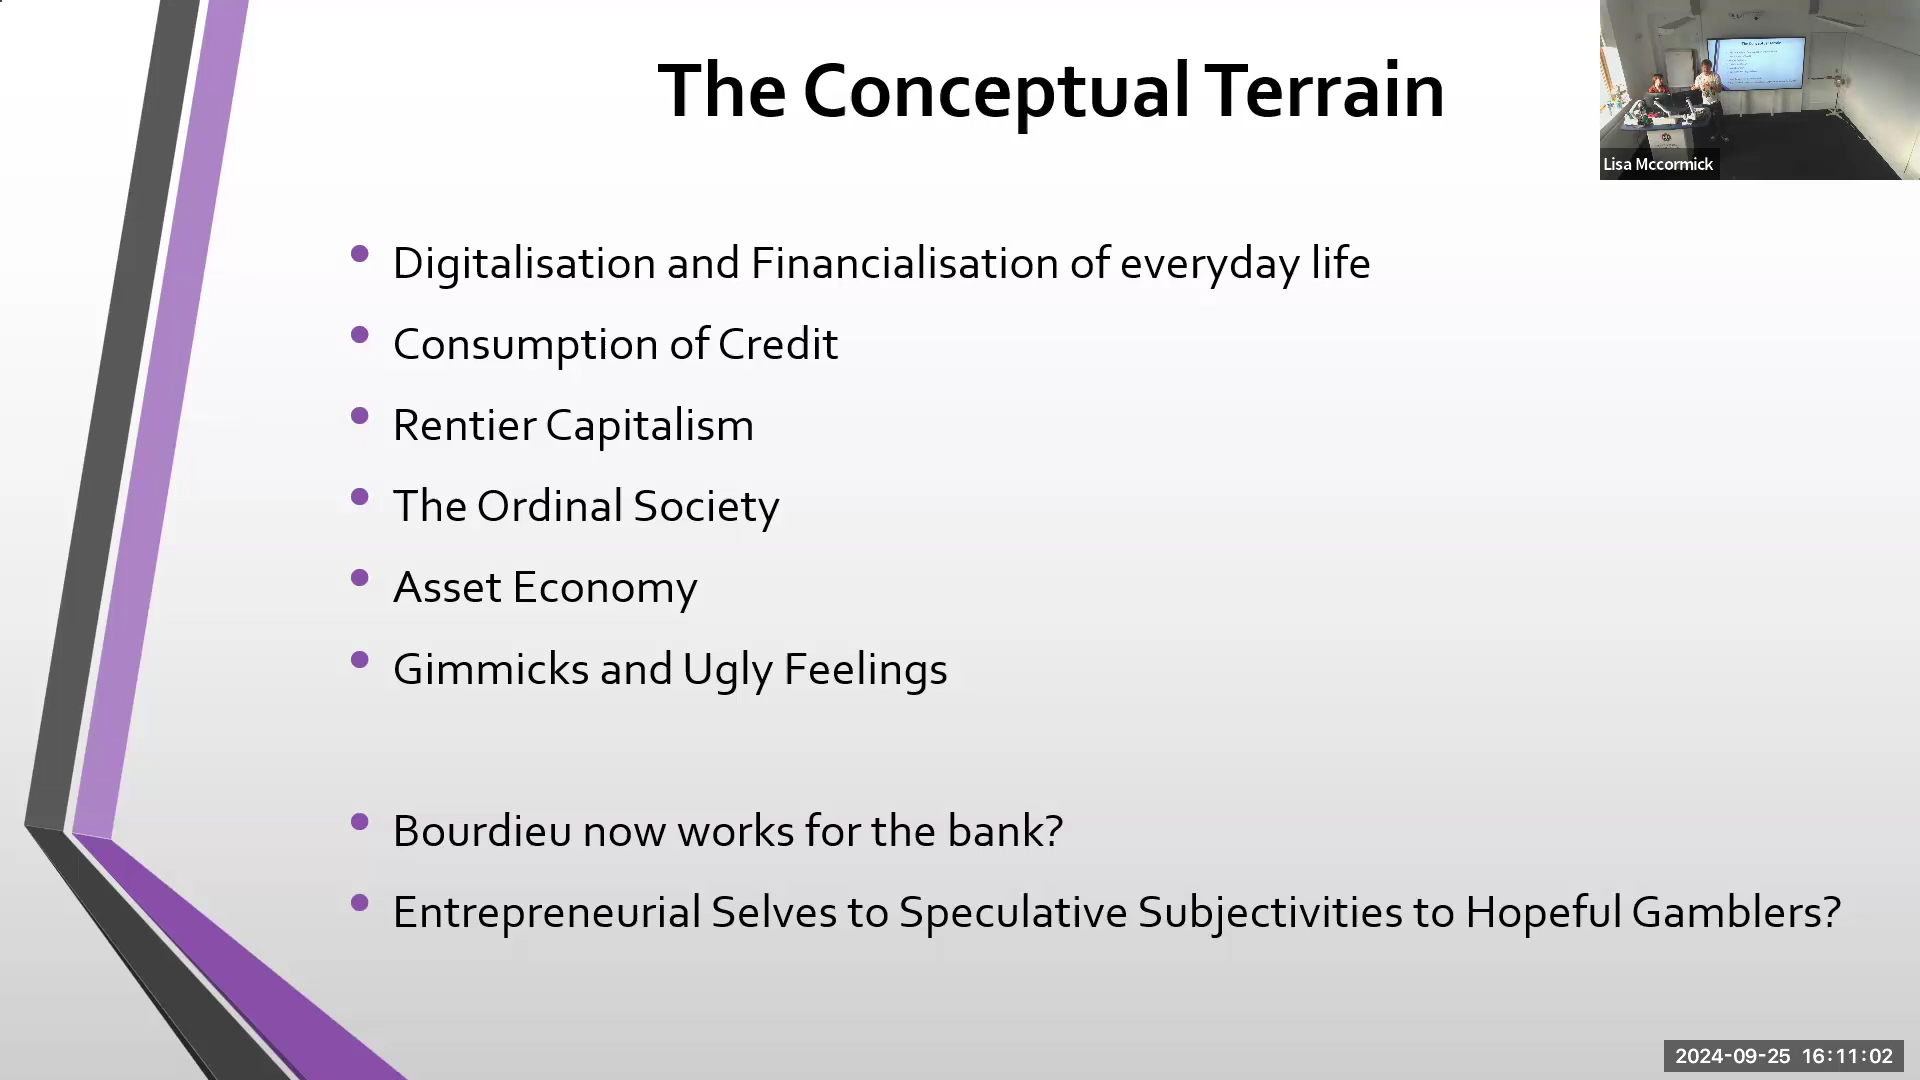 The Conceptual Terrain
Lisa Mccormick
Digitalisation and Financialisation of everyday life
Consumption of Credit
Rentier Capitalism
The Ordinal Society
Asset Economy
Gimmicks and Ugly Feelings
Bourdieu now works for the bank?
Entrepreneurial Selves to Speculative Subjectivities to Hopeful Gamblers?
2024-09-25 16:11:02